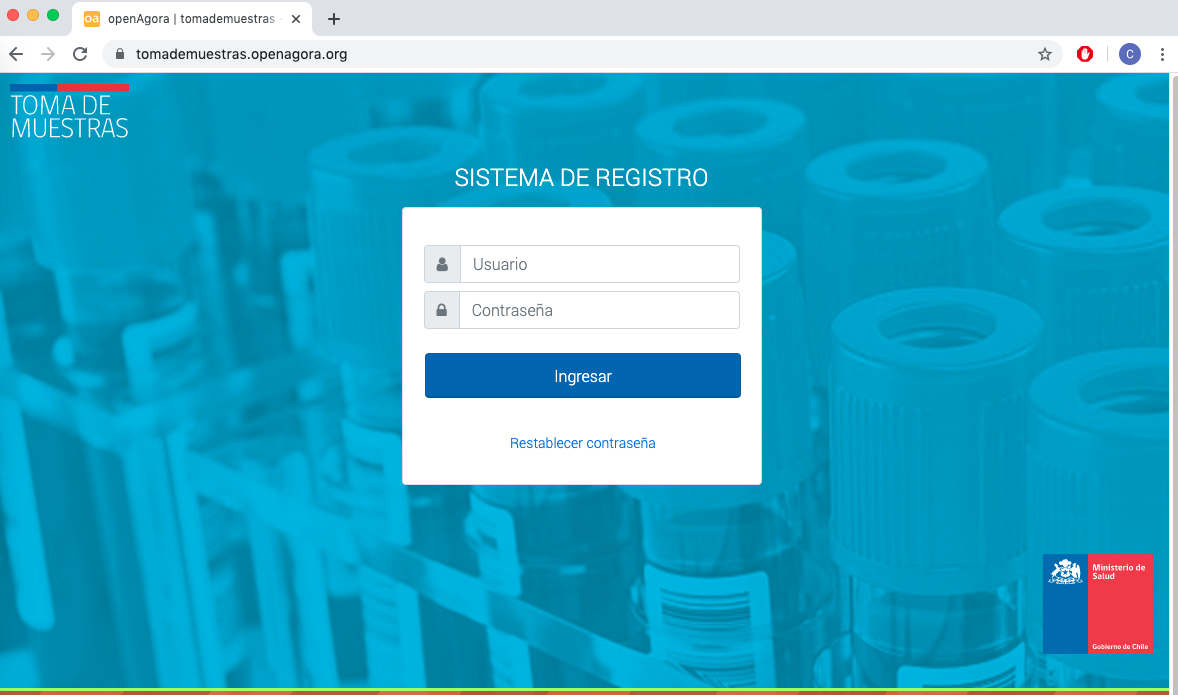 oa openAgora | tomademuestras
tomademuestras.openagora.org
C
TOMA DE
MUESTRAS
SISTEMA DE REGISTRO
Usuario
Contraseña
Ingresar
Restablecer contraseña
Ministerio de
Salud
Gobierno de Chile